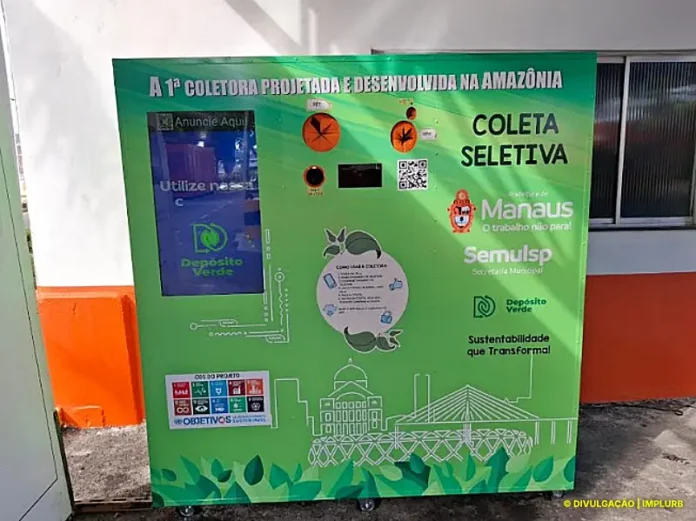 A 1ª COLETORA PROJETADA E DESENVOLVIDA NA AMAZÔNIA
Anuncie Aqui
Utilize nossa
C
Depósito
Verde
PET
COLETA
SELETIVA
Prefeitura de
Manaus
O trabalho não para!
Semulsp
Secretaria Municipal
Depósito
Verde
Sustentabilidade
que Transforma!
COMO USAR A COLETORA
ODS DO PROJETO
OBJETIVOS
© DIVULGAÇÃO | IMPLURB